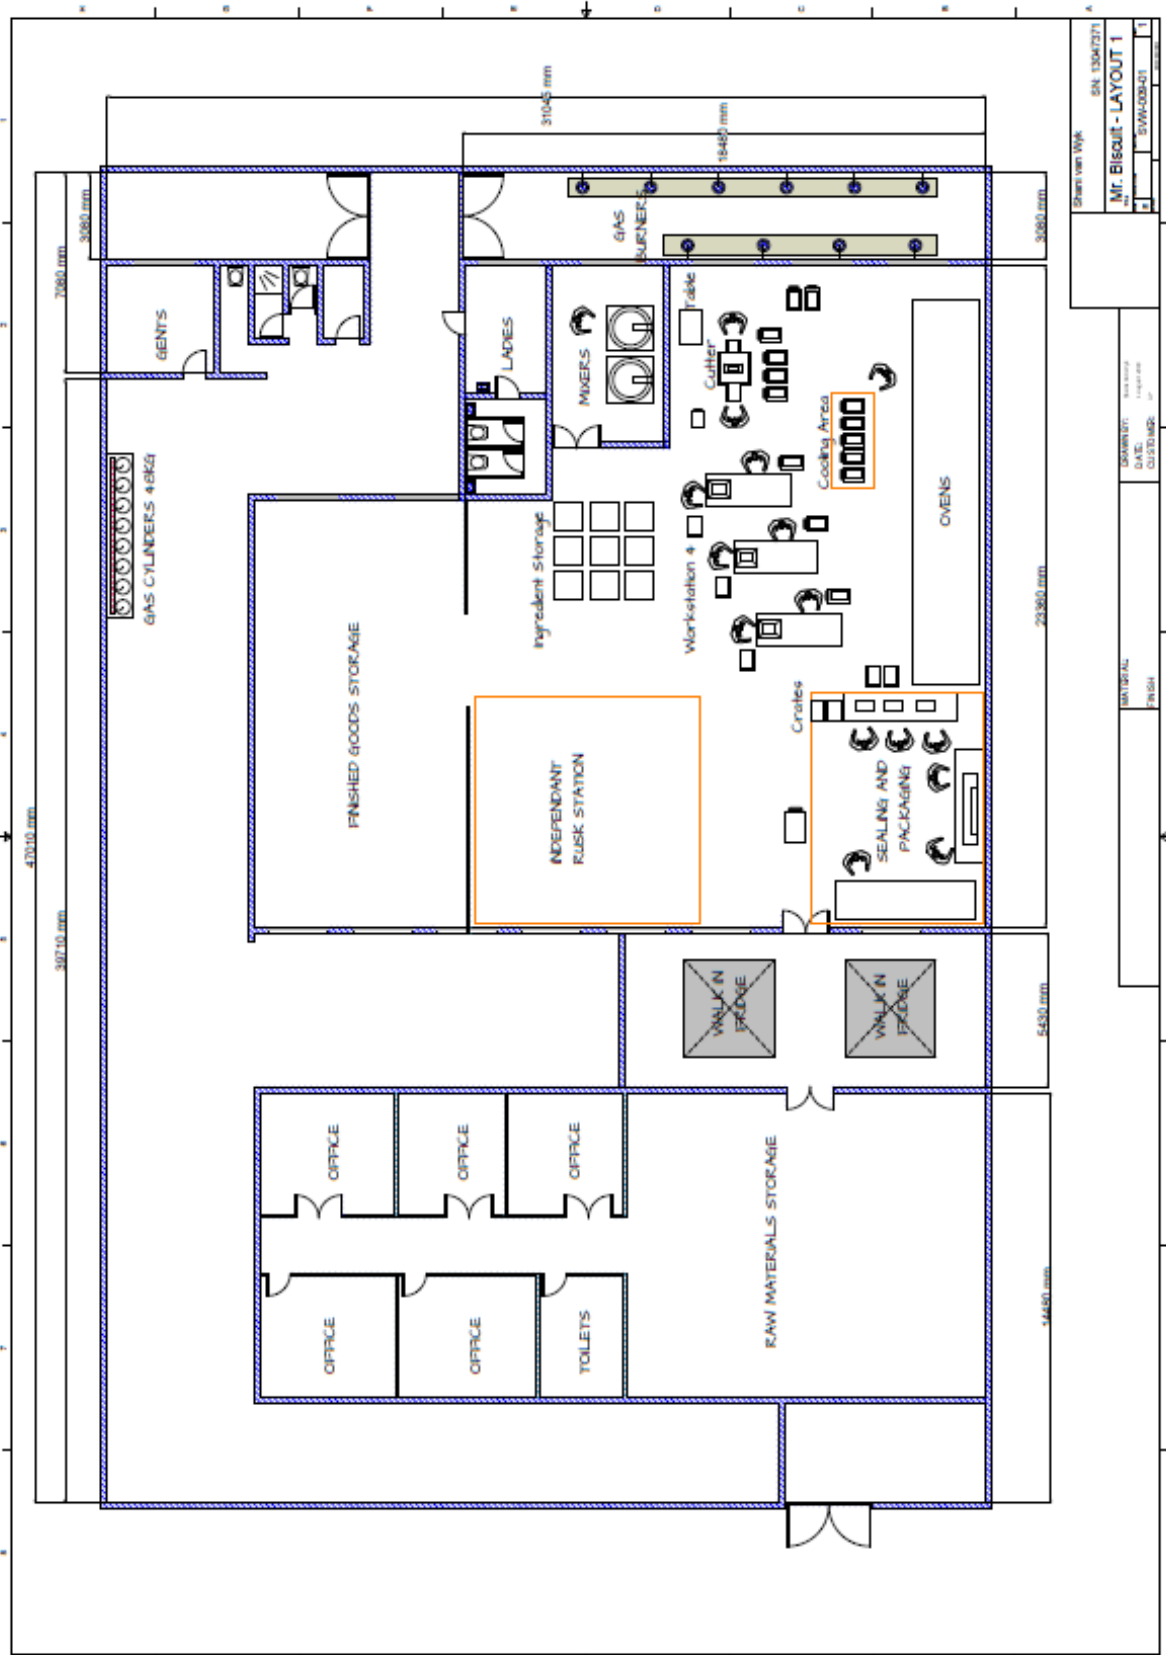 Shani van Wyk
SN: 13047371
Mr. Biscuit - LAYOUT 1
SVW-009-01
1
DRAWN BY:
DATE:
CUSTOMER:
MATERIAL
FINISH
47010 mm
39710 mm
7080 mm
3080 mm
31045 mm
18480 mm
3080 mm
23380 mm
5430 mm
14480 mm
GENTS
GAS CYLINDERS 48KG
FINISHED GOODS STORAGE
LADIES
MIXERS
GAS
BURNERS
Table
Cutter
Cooling Area
OVENS
Ingredient Storage
Workstation 4
Crates
INDEPENDANT
RUSK STATION
SEALING AND
PACKAGING
WALK IN
FRIDGE
WALK IN
FRIDGE
OFFICE
OFFICE
OFFICE
OFFICE
OFFICE
TOILETS
RAW MATERIALS STORAGE